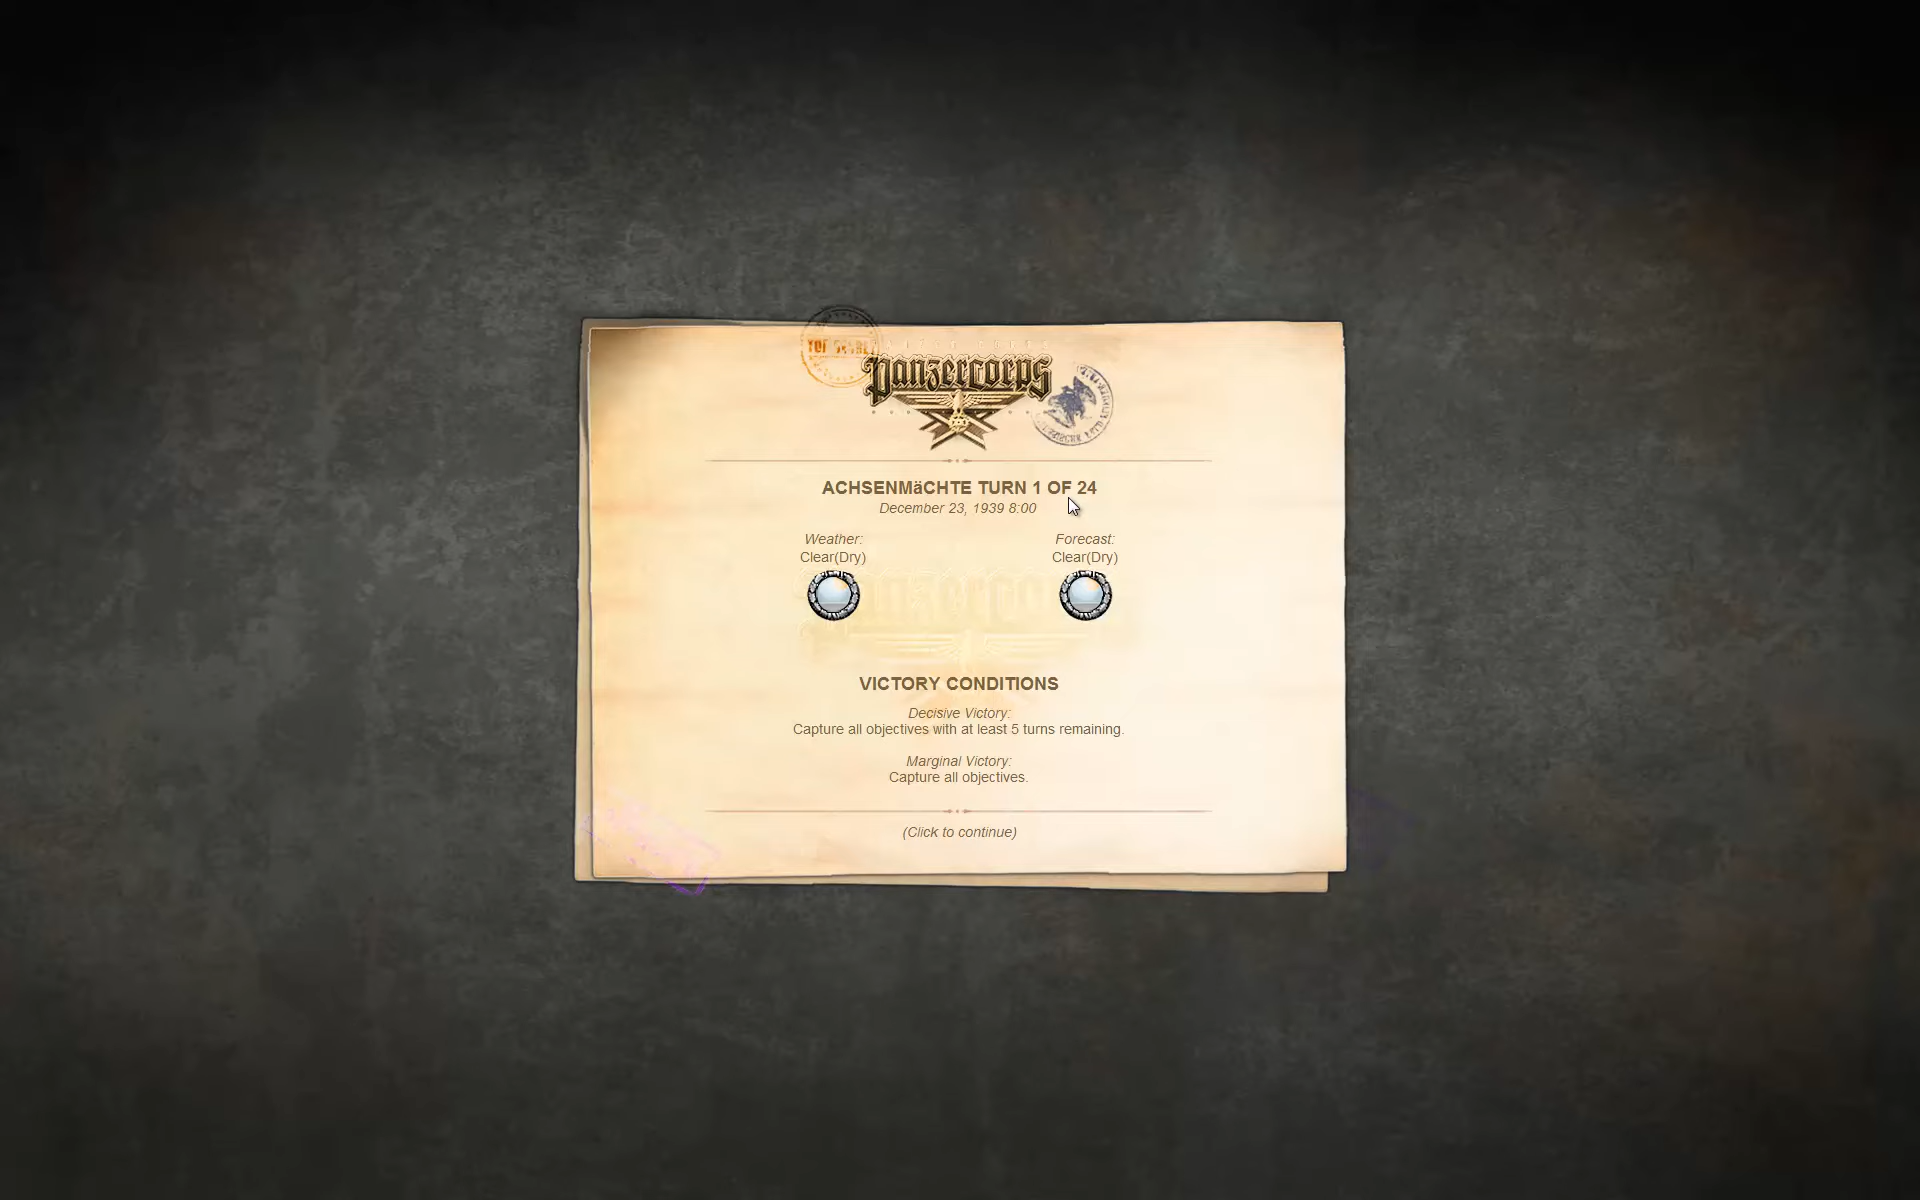 TOP SECRET
Panzercorps
ACHSENMäCHTE TURN 1 OF 24
December 23, 1939 8:00
Weather:
Forecast:
Clear(Dry)
Clear(Dry)
VICTORY CONDITIONS
Decisive Victory:
Capture all objectives with at least 5 turns remaining.
Marginal Victory:
Capture all objectives.
(Click to continue)